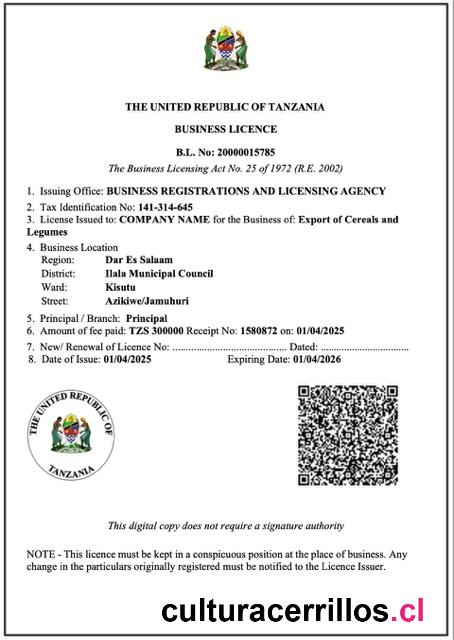 THE UNITED REPUBLIC OF TANZANIA
BUSINESS LICENCE
B.L. No: 20000015785
The Business Licensing Act No. 25 of 1972 (R.E. 2002)
1. Issuing Office: BUSINESS REGISTRATIONS AND LICENSING AGENCY
2. Tax Identification No: 141-314-645
3. License Issued to: COMPANY NAME for the Business of: Export of Cereals and
Legumes
4. Business Location
Region: Dar Es Salaam
District: Ilala Municipal Council
Ward: Kisutu
Street: Azikiwe/Jamuhuri
5. Principal / Branch: Principal
6. Amount of fee paid: TZS 300000 Receipt No: 1580872 on: 01/04/2025
7. New/ Renewal of Licence No: .......................................... Dated: .................................
8. Date of Issue: 01/04/2025 Expiring Date: 01/04/2026
THE UNITED REPUBLIC OF
TANZANIA
This digital copy does not require a signature authority
NOTE - This licence must be kept in a conspicuous position at the place of business. Any
change in the particulars originally registered must be notified to the Licence Issuer.
culturacerrillos.cl